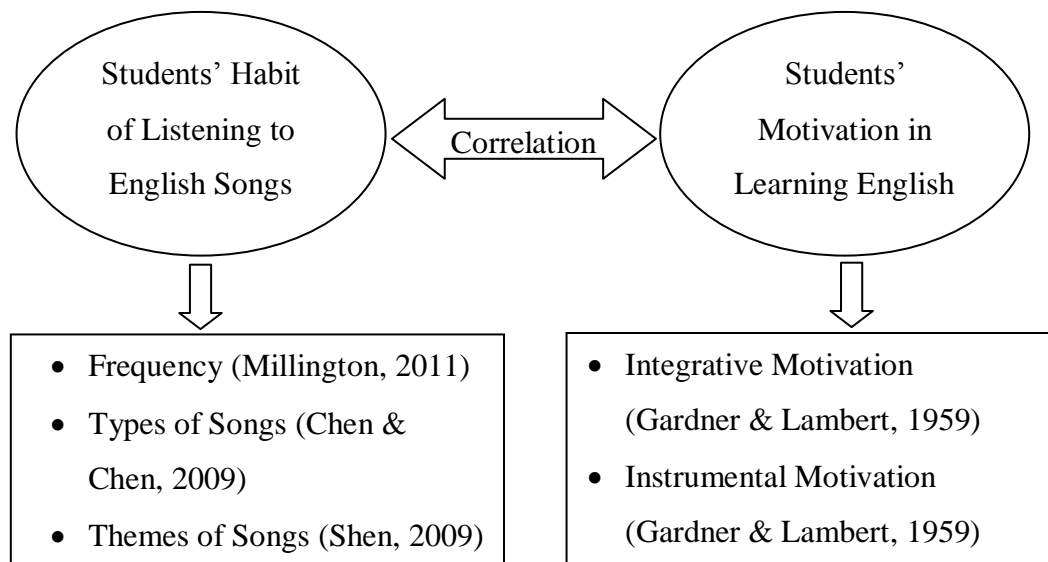 Students’ Habit
of Listening to
English Songs
Correlation
Students’
Motivation in
Learning English
• Frequency (Millington, 2011)
• Types of Songs (Chen &
Chen, 2009)
• Themes of Songs (Shen, 2009)
• Integrative Motivation
(Gardner & Lambert, 1959)
• Instrumental Motivation
(Gardner & Lambert, 1959)